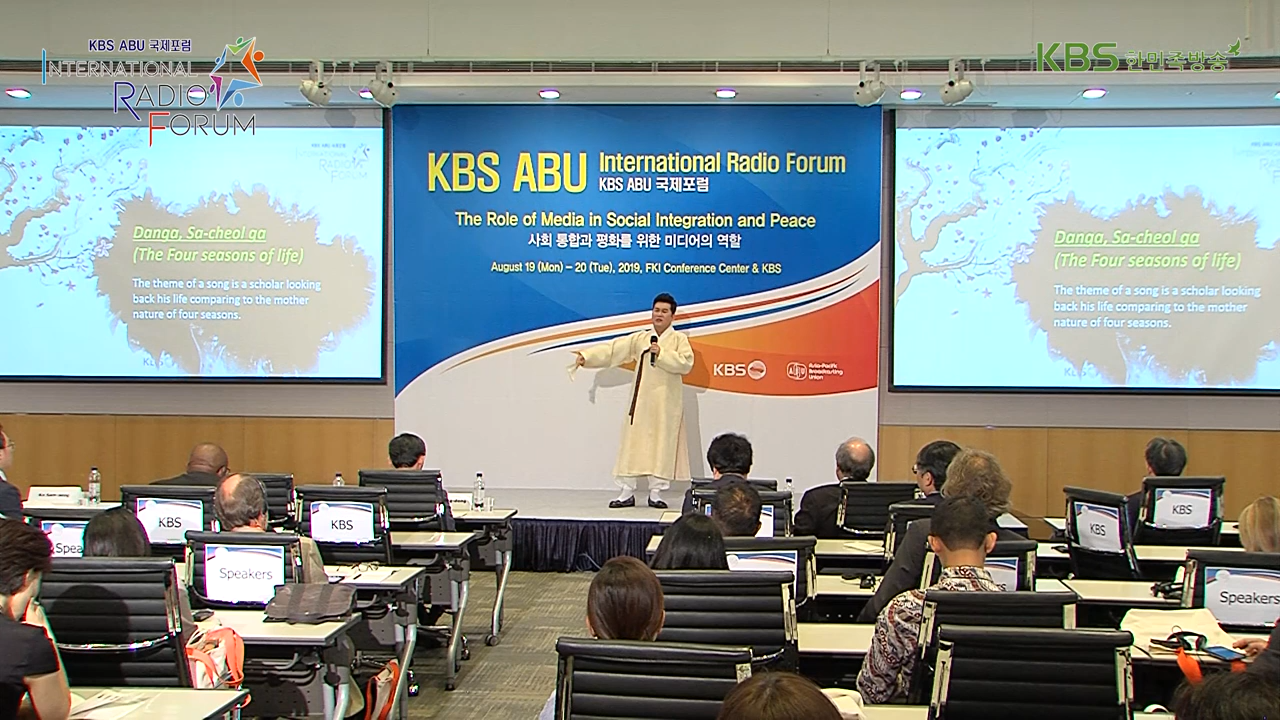 KBS ABU 국제포럼
INTERNATIONAL
RADIO
FORUM
KBS 한민족방송
KBS ABU International Radio Forum
KBS ABU 국제포럼
The Role of Media in Social Integration and Peace
사회 통합과 평화를 위한 미디어의 역할
August 19 (Mon) – 20 (Tue), 2019, FKI Conference Center & KBS
KBS
ABU Asia-Pacific
Broadcasting
Union
Danga, Sa-cheol ga
(The Four seasons of life)
The theme of a song is a scholar looking
back his life comparing to the mother
nature of four seasons.
Danga, Sa-cheol ga
(The Four seasons of life)
The theme of a song is a scholar looking
back his life comparing to the mother
nature of four seasons.
KBS
KBS
KBS
KBS
Spea
Speakers
Speakers